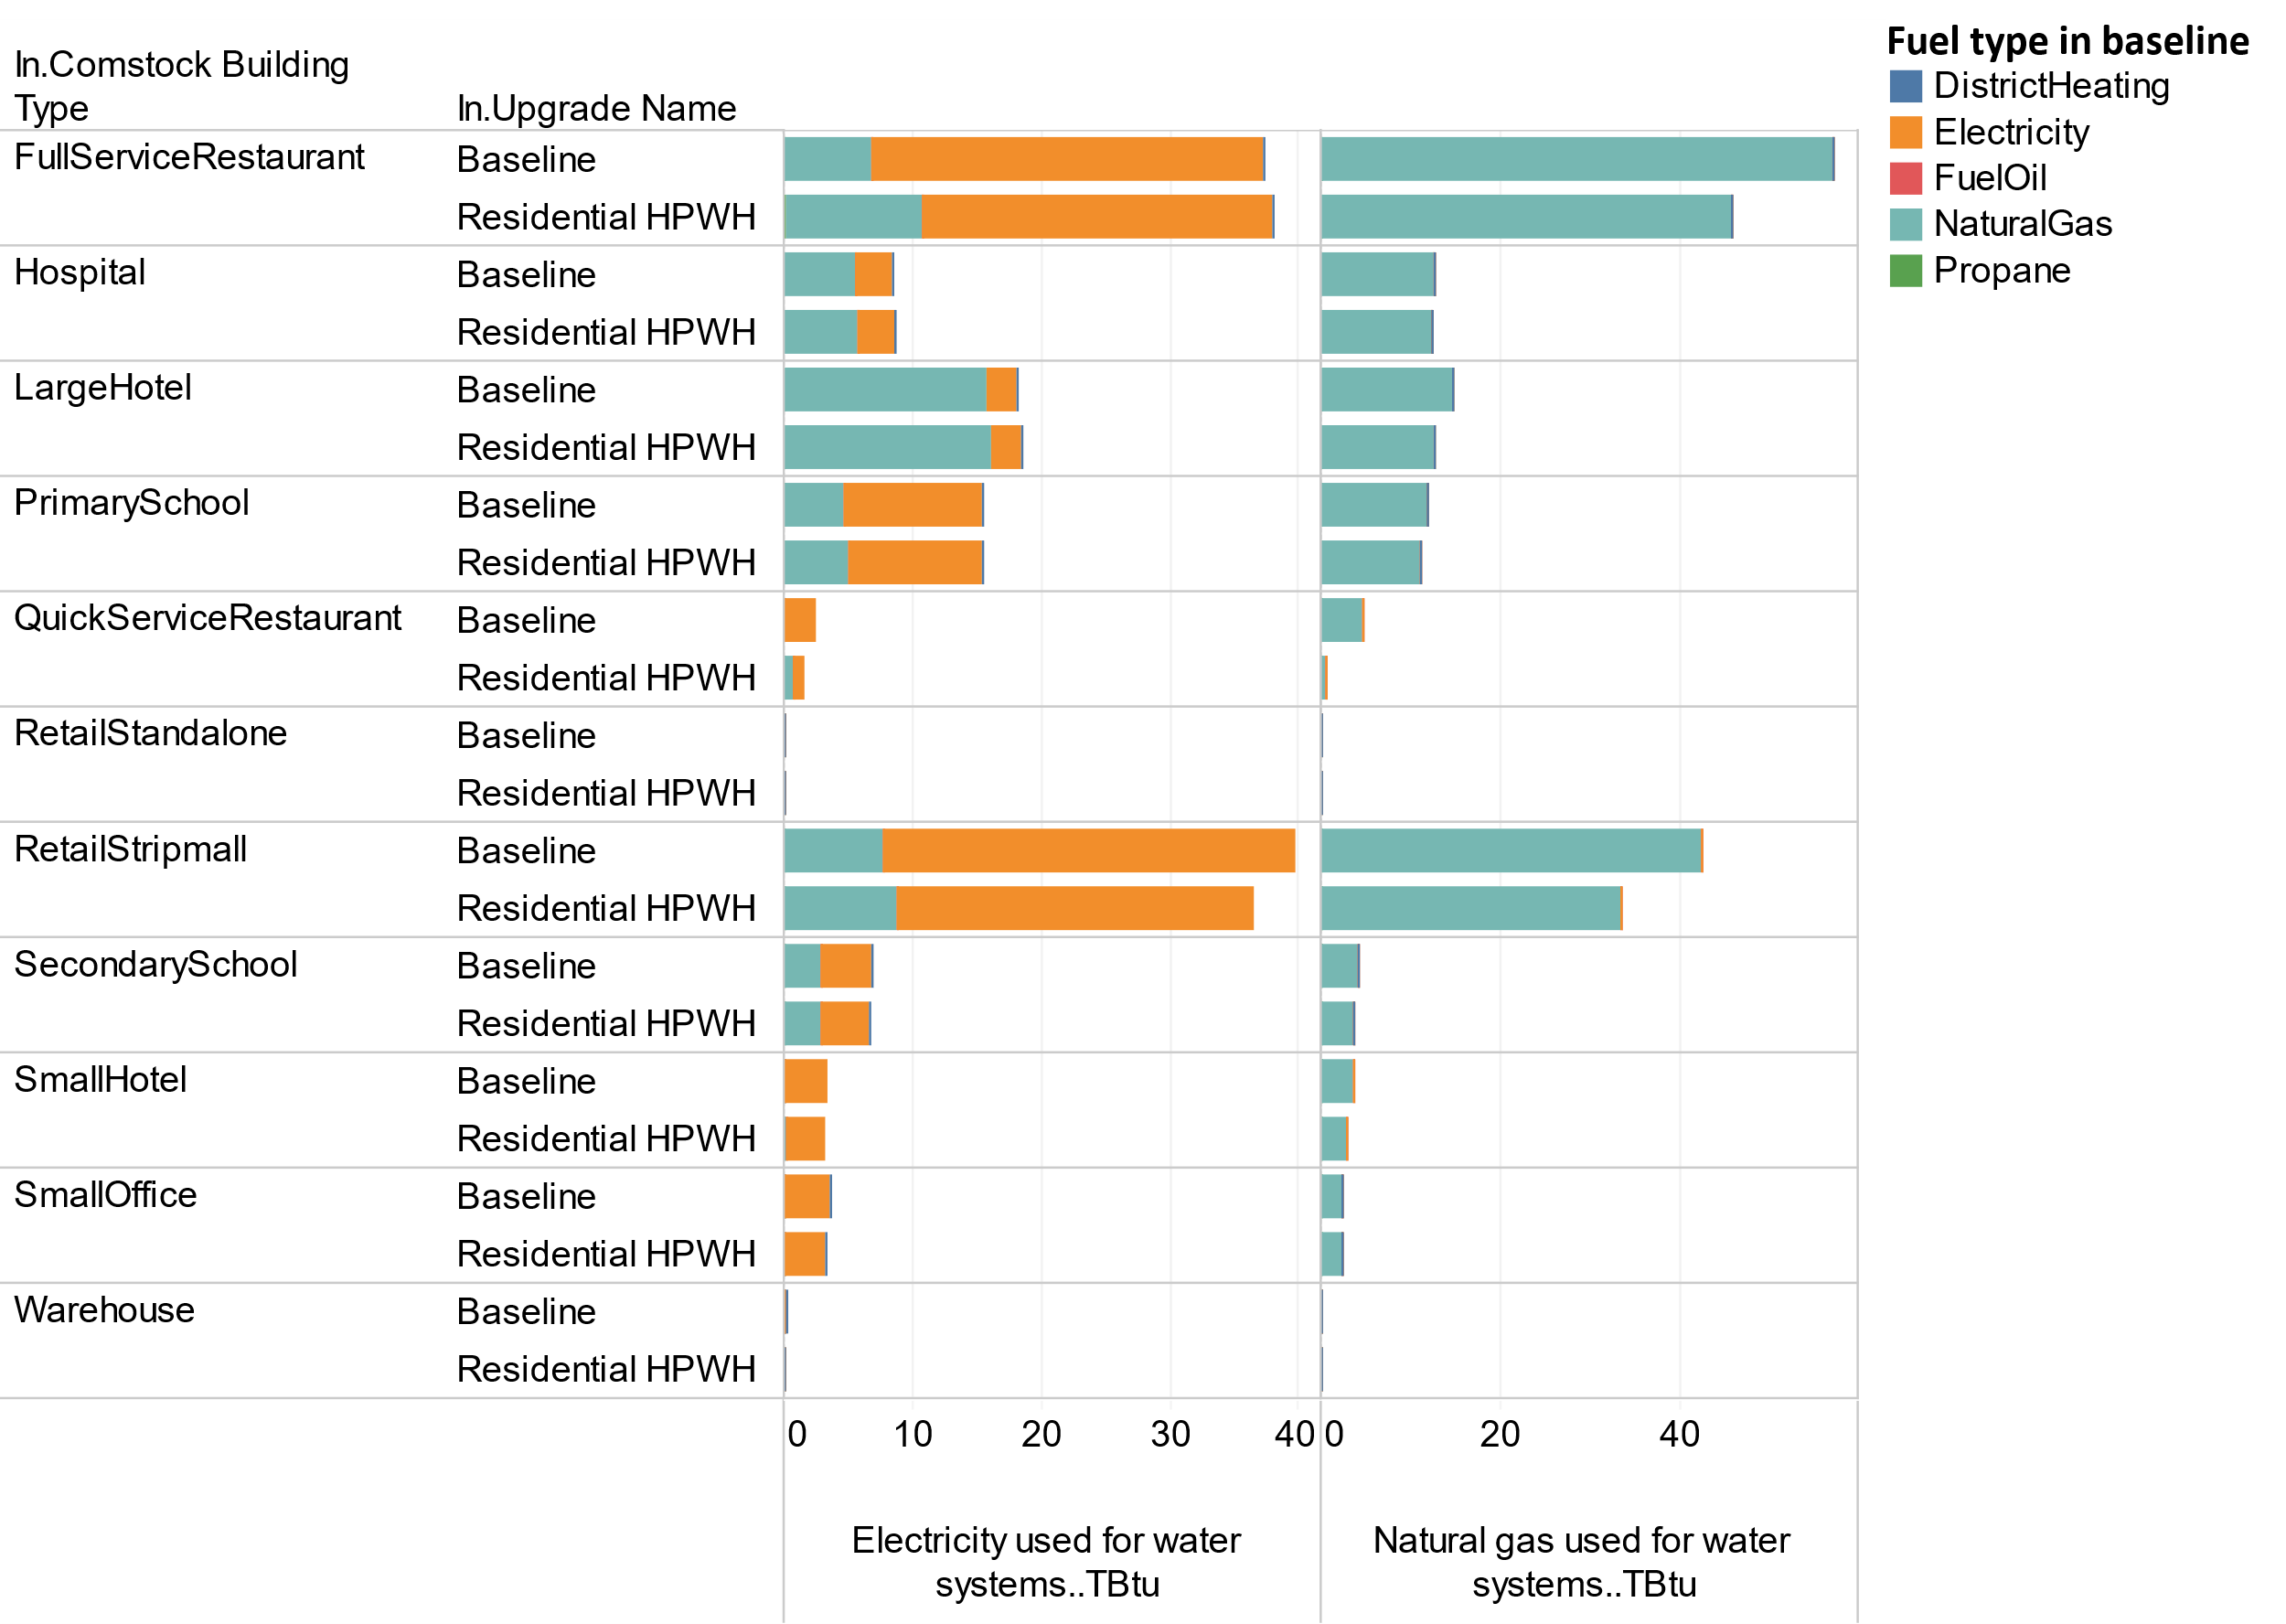 In.Comstock Building
Type
In.Upgrade Name
Fuel type in baseline
DistrictHeating
Electricity
FuelOil
NaturalGas
Propane
FullServiceRestaurant
Baseline
Residential HPWH
Hospital
Baseline
Residential HPWH
LargeHotel
Baseline
Residential HPWH
PrimarySchool
Baseline
Residential HPWH
QuickServiceRestaurant
Baseline
Residential HPWH
RetailStandalone
Baseline
Residential HPWH
RetailStripmall
Baseline
Residential HPWH
SecondarySchool
Baseline
Residential HPWH
SmallHotel
Baseline
Residential HPWH
SmallOffice
Baseline
Residential HPWH
Warehouse
Baseline
Residential HPWH
0 10 20 30 40
0 20 40
Electricity used for water
systems..TBtu
Natural gas used for water
systems..TBtu